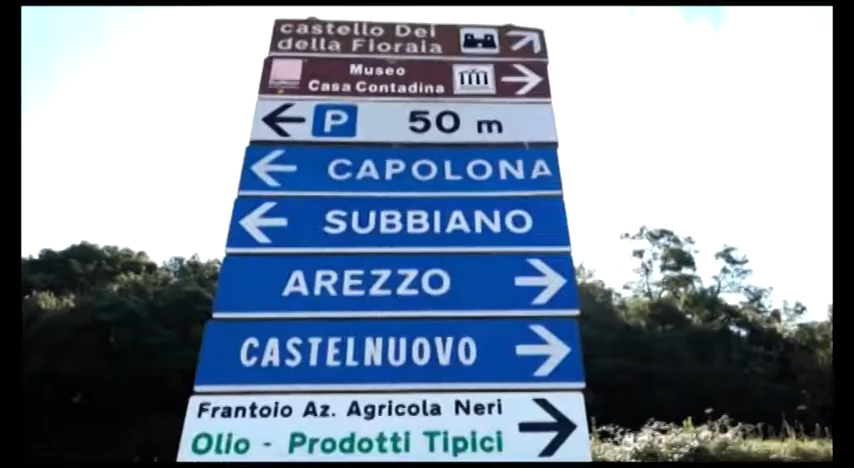 castello Dei
della Fioraia
Museo
Casa Contadina
P 50 m
CAPOLONA
SUBBIANO
AREZZO
CASTELNUOVO
Frantoio Az. Agricola Neri
Olio - Prodotti Tipici